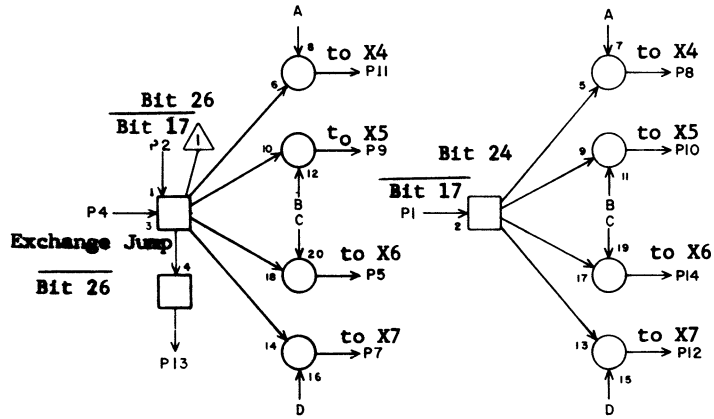 A A
8 to X4 7 to X4
P11 P8
6 5
Bit 26
Bit 17 1 to X5 to X5
P2 10 P9 Bit 24 9 P10
12 11
1 B Bit 17 B
P4 C P1 C
3 2
Exchange Jump 20 to X6 19 to X6
4 18 P5 17 P14
Bit 26
to X7 to X7
14 P7 13 P12
P13 16 15
D D